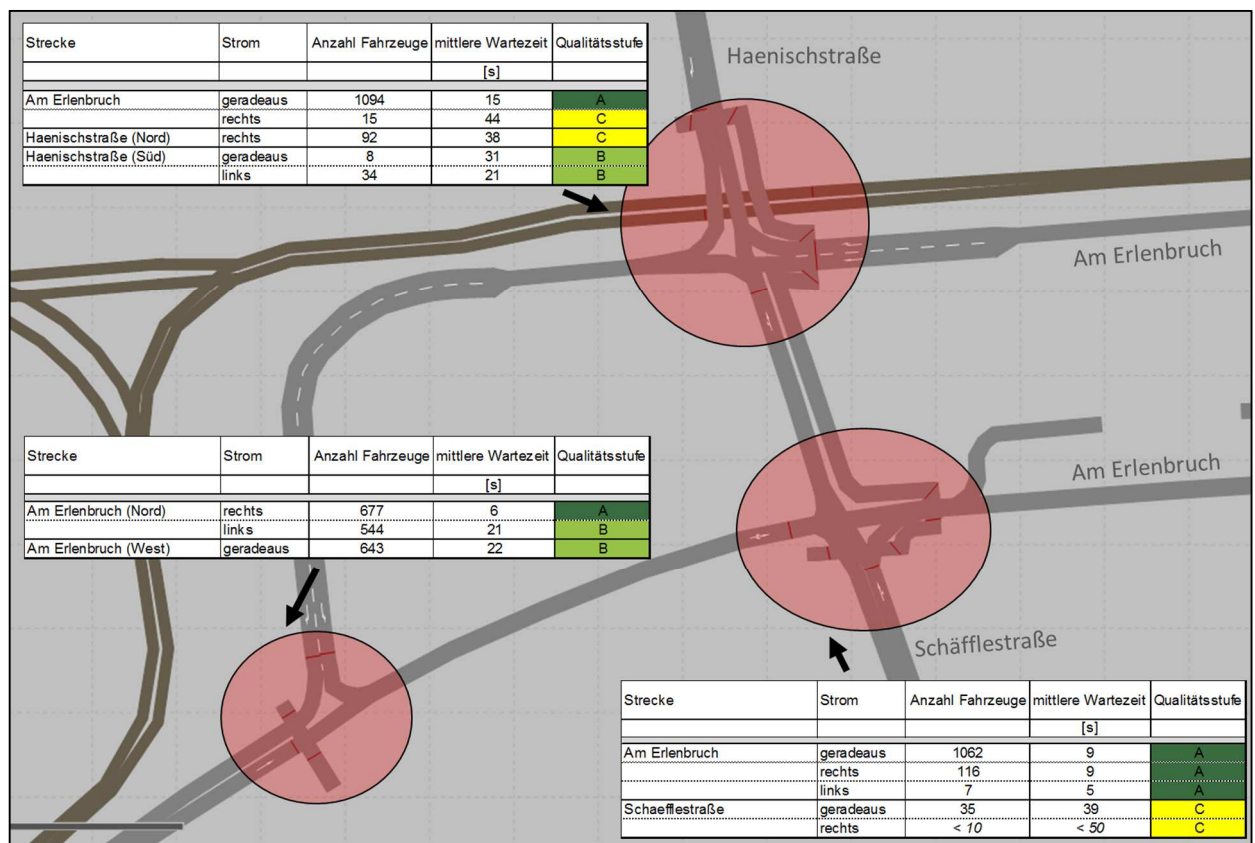 Strecke Strom Anzahl Fahrzeuge mittlere Wartezeit Qualitätsstufe
[s]
Am Erlenbruch geradeaus 1094 15 A
rechts 15 44 C
Haenischstraße (Nord) rechts 92 38 C
Haenischstraße (Süd) geradeaus 8 31 B
links 34 21 B
Haenischstraße
Am Erlenbruch
Strecke Strom Anzahl Fahrzeuge mittlere Wartezeit Qualitätsstufe
[s]
Am Erlenbruch (Nord) rechts 677 6 A
links 544 21 B
Am Erlenbruch (West) geradeaus 643 22 B
Am Erlenbruch
Schäfflestraße
Strecke Strom Anzahl Fahrzeuge mittlere Wartezeit Qualitätsstufe
[s]
Am Erlenbruch geradeaus 1062 9 A
rechts 116 9 A
links 7 5 A
Schaefflestraße geradeaus 35 39 C
rechts < 10 < 50 C